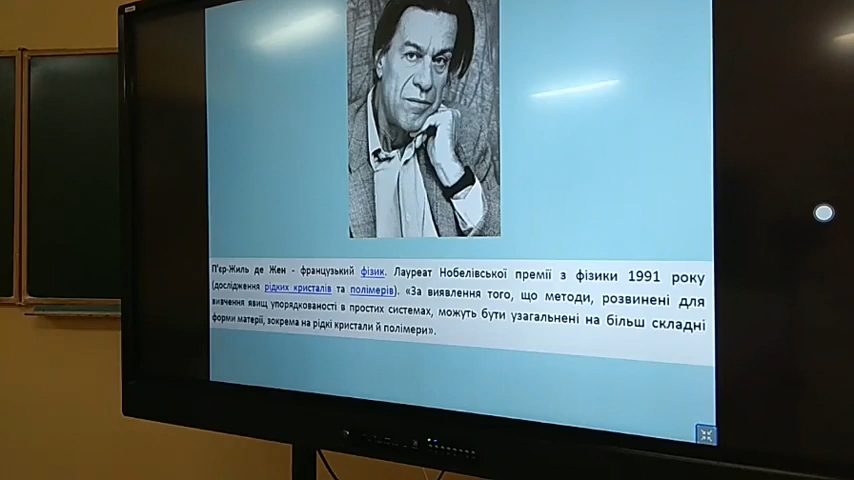 П'єр-Жиль де Жен - французький фізик. Лауреат Нобелівської премії з фізики 1991 року
(дослідження рідких кристалів та полімерів). «За виявлення того, що методи, розвинені для
вивчення явищ упорядкованості в простих системах, можуть бути узагальнені на більш складні
форми матерії, зокрема на рідкі кристали й полімери».